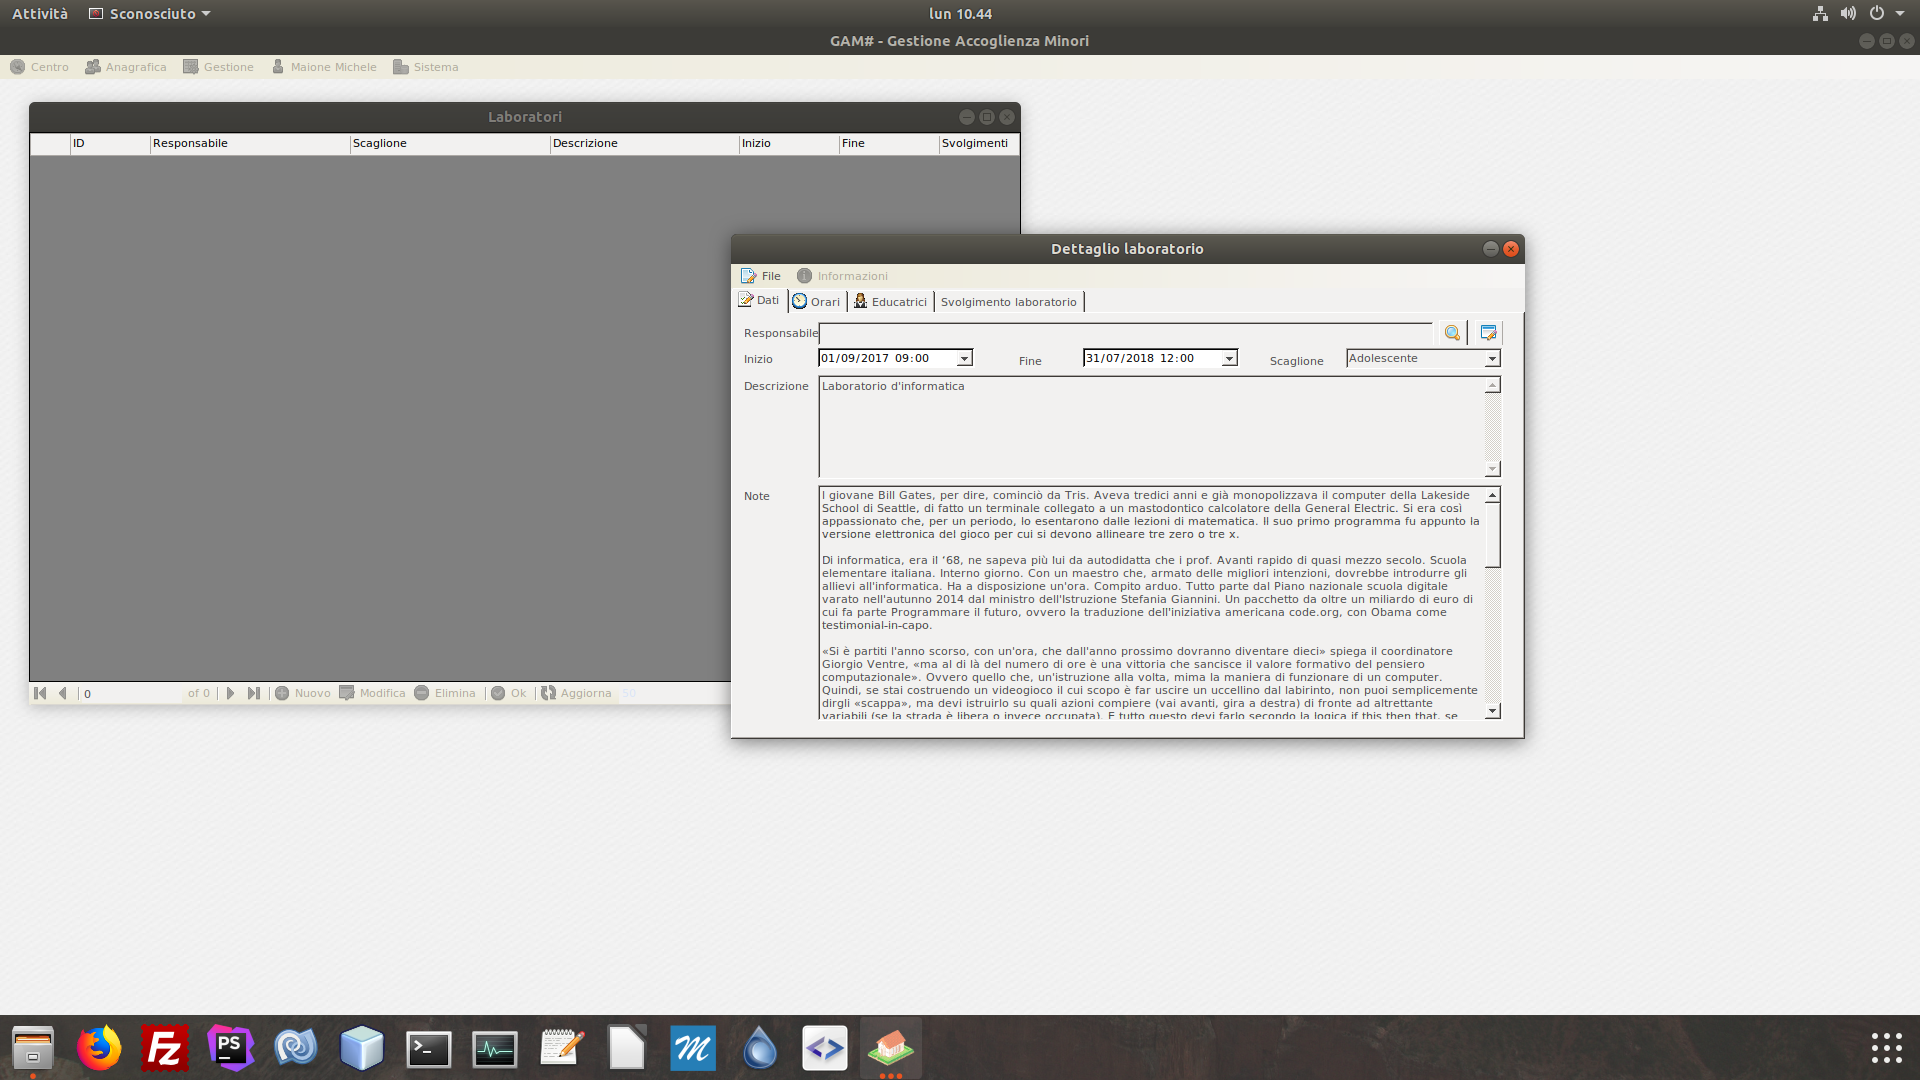 Attività Sconosciuto lun 10.44
GAM# - Gestione Accoglienza Minori
Centro Anagrafica Gestione Maione Michele Sistema
Laboratori
ID Responsabile Scaglione Descrizione Inizio Fine Svolgimenti
0 of 0 Nuovo Modifica Elimina Ok Aggiorna 50
Dettaglio laboratorio
File Informazioni
Dati Orari Educatrici Svolgimento laboratorio
Responsabile
Inizio 01/09/2017 09:00 Fine 31/07/2018 12:00 Scaglione Adolescente
Descrizione Laboratorio d'informatica
Note
I giovane Bill Gates, per dire, cominciò da Tris. Aveva tredici anni e già monopolizzava il computer della Lakeside
School di Seattle, di fatto un terminale collegato a un mastodontico calcolatore della General Electric. Si era così
appassionato che, per un periodo, lo esentarono dalle lezioni di matematica. Il suo primo programma fu appunto la
versione elettronica del gioco per cui si devono allineare tre zero o tre x.
Di informatica, era il ‘68, ne sapeva più lui da autodidatta che i prof. Avanti rapido di quasi mezzo secolo. Scuola
elementare italiana. Interno giorno. Con un maestro che, armato delle migliori intenzioni, dovrebbe introdurre gli
allievi all'informatica. Ha a disposizione un'ora. Compito arduo. Tutto parte dal Piano nazionale scuola digitale
varato nell'autunno 2014 dal ministro dell'Istruzione Stefania Giannini. Un pacchetto da oltre un miliardo di euro di
cui fa parte Programmare il futuro, ovvero la traduzione dell'iniziativa americana code.org, con Obama come
testimonial-in-capo.
«Si è partiti l'anno scorso, con un'ora, che dall'anno prossimo dovranno diventare dieci» spiega il coordinatore
Giorgio Ventre, «ma al di là del numero di ore è una vittoria che sancisce il valore formativo del pensiero
computazionale». Ovvero quello che, un'istruzione alla volta, mima la maniera di funzionare di un computer.
Quindi, se stai costruendo un videogioco il cui scopo è far uscire un uccellino dal labirinto, non puoi semplicemente
dirgli «scappa», ma devi istruirlo su quali azioni compiere (vai avanti, gira a destra) di fronte ad altrettante
variabili (se la strada è libera o invece occupata). E tutto questo devi farlo secondo la logica if this then that, se
Fz PS M